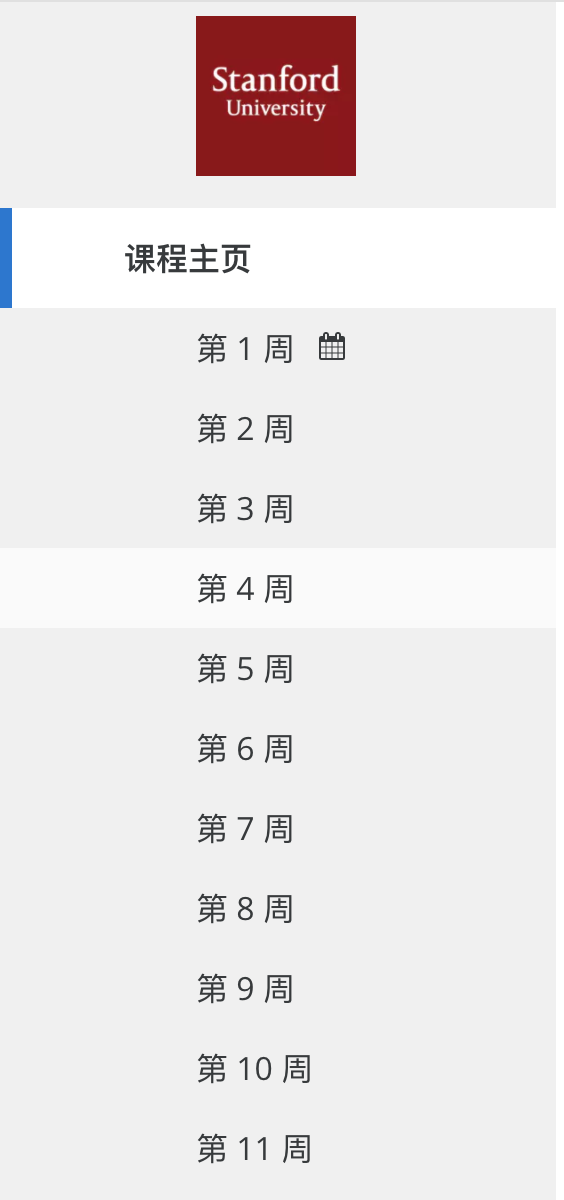 Stanford
University
课程主页
第 1 周
第 2 周
第 3 周
第 4 周
第 5 周
第 6 周
第 7 周
第 8 周
第 9 周
第 10 周
第 11 周